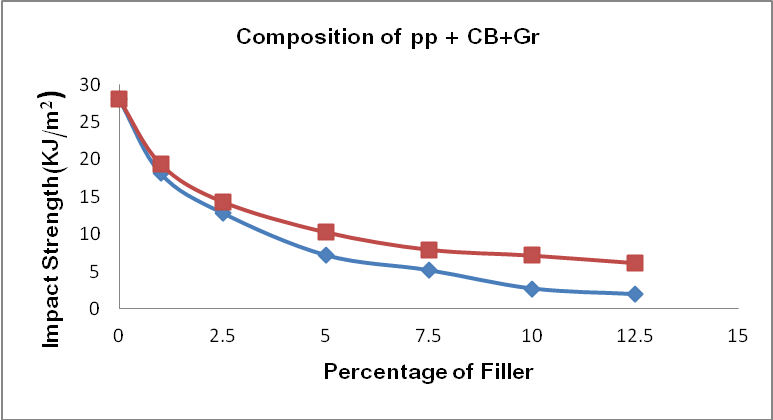 Composition of pp + CB+Gr
Impact Strength(KJ/m²)
30
25
20
15
10
5
0
0 2.5 5 7.5 10 12.5 15
Percentage of Filler